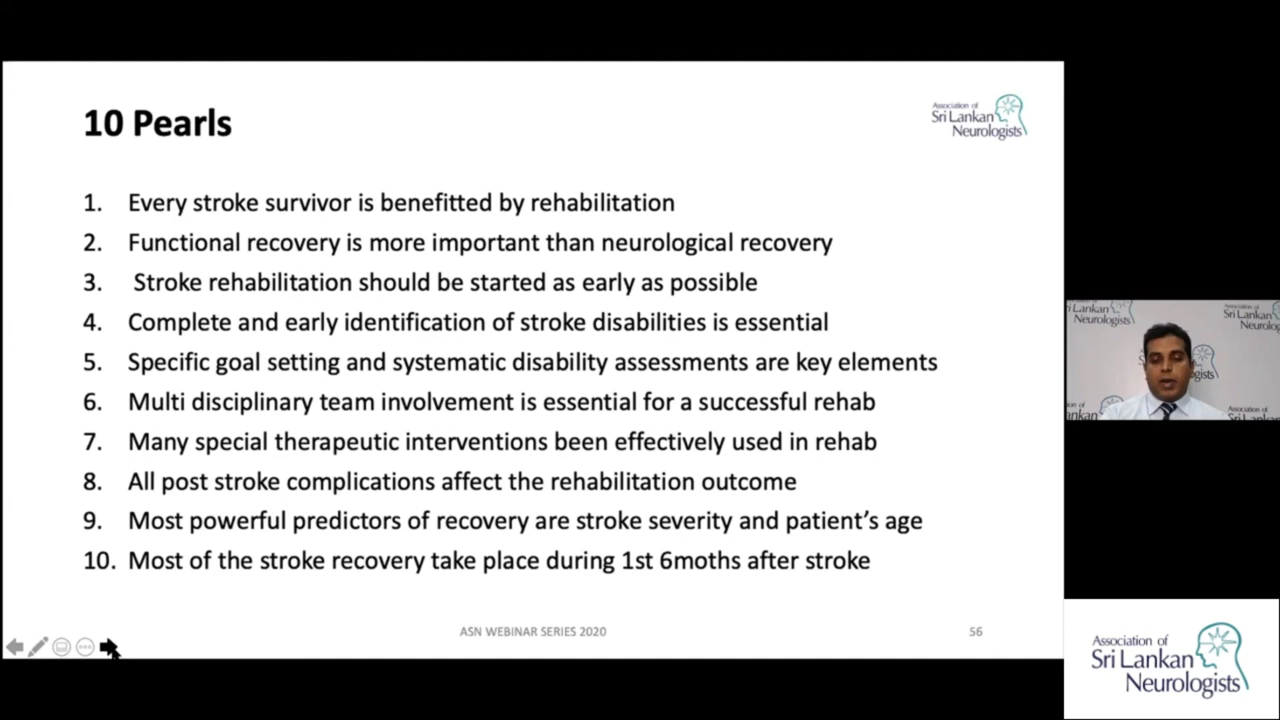 10 Pearls
Association of
Sri Lankan
Neurologists
1. Every stroke survivor is benefitted by rehabilitation
2. Functional recovery is more important than neurological recovery
3. Stroke rehabilitation should be started as early as possible
4. Complete and early identification of stroke disabilities is essential
5. Specific goal setting and systematic disability assessments are key elements
6. Multi disciplinary team involvement is essential for a successful rehab
7. Many special therapeutic interventions been effectively used in rehab
8. All post stroke complications affect the rehabilitation outcome
9. Most powerful predictors of recovery are stroke severity and patient's age
10. Most of the stroke recovery take place during 1st 6moths after stroke
ASN WEBINAR SERIES 2020
56
Sri Lankan
Neurologists
Association of
Sri Lankan
Neurologists